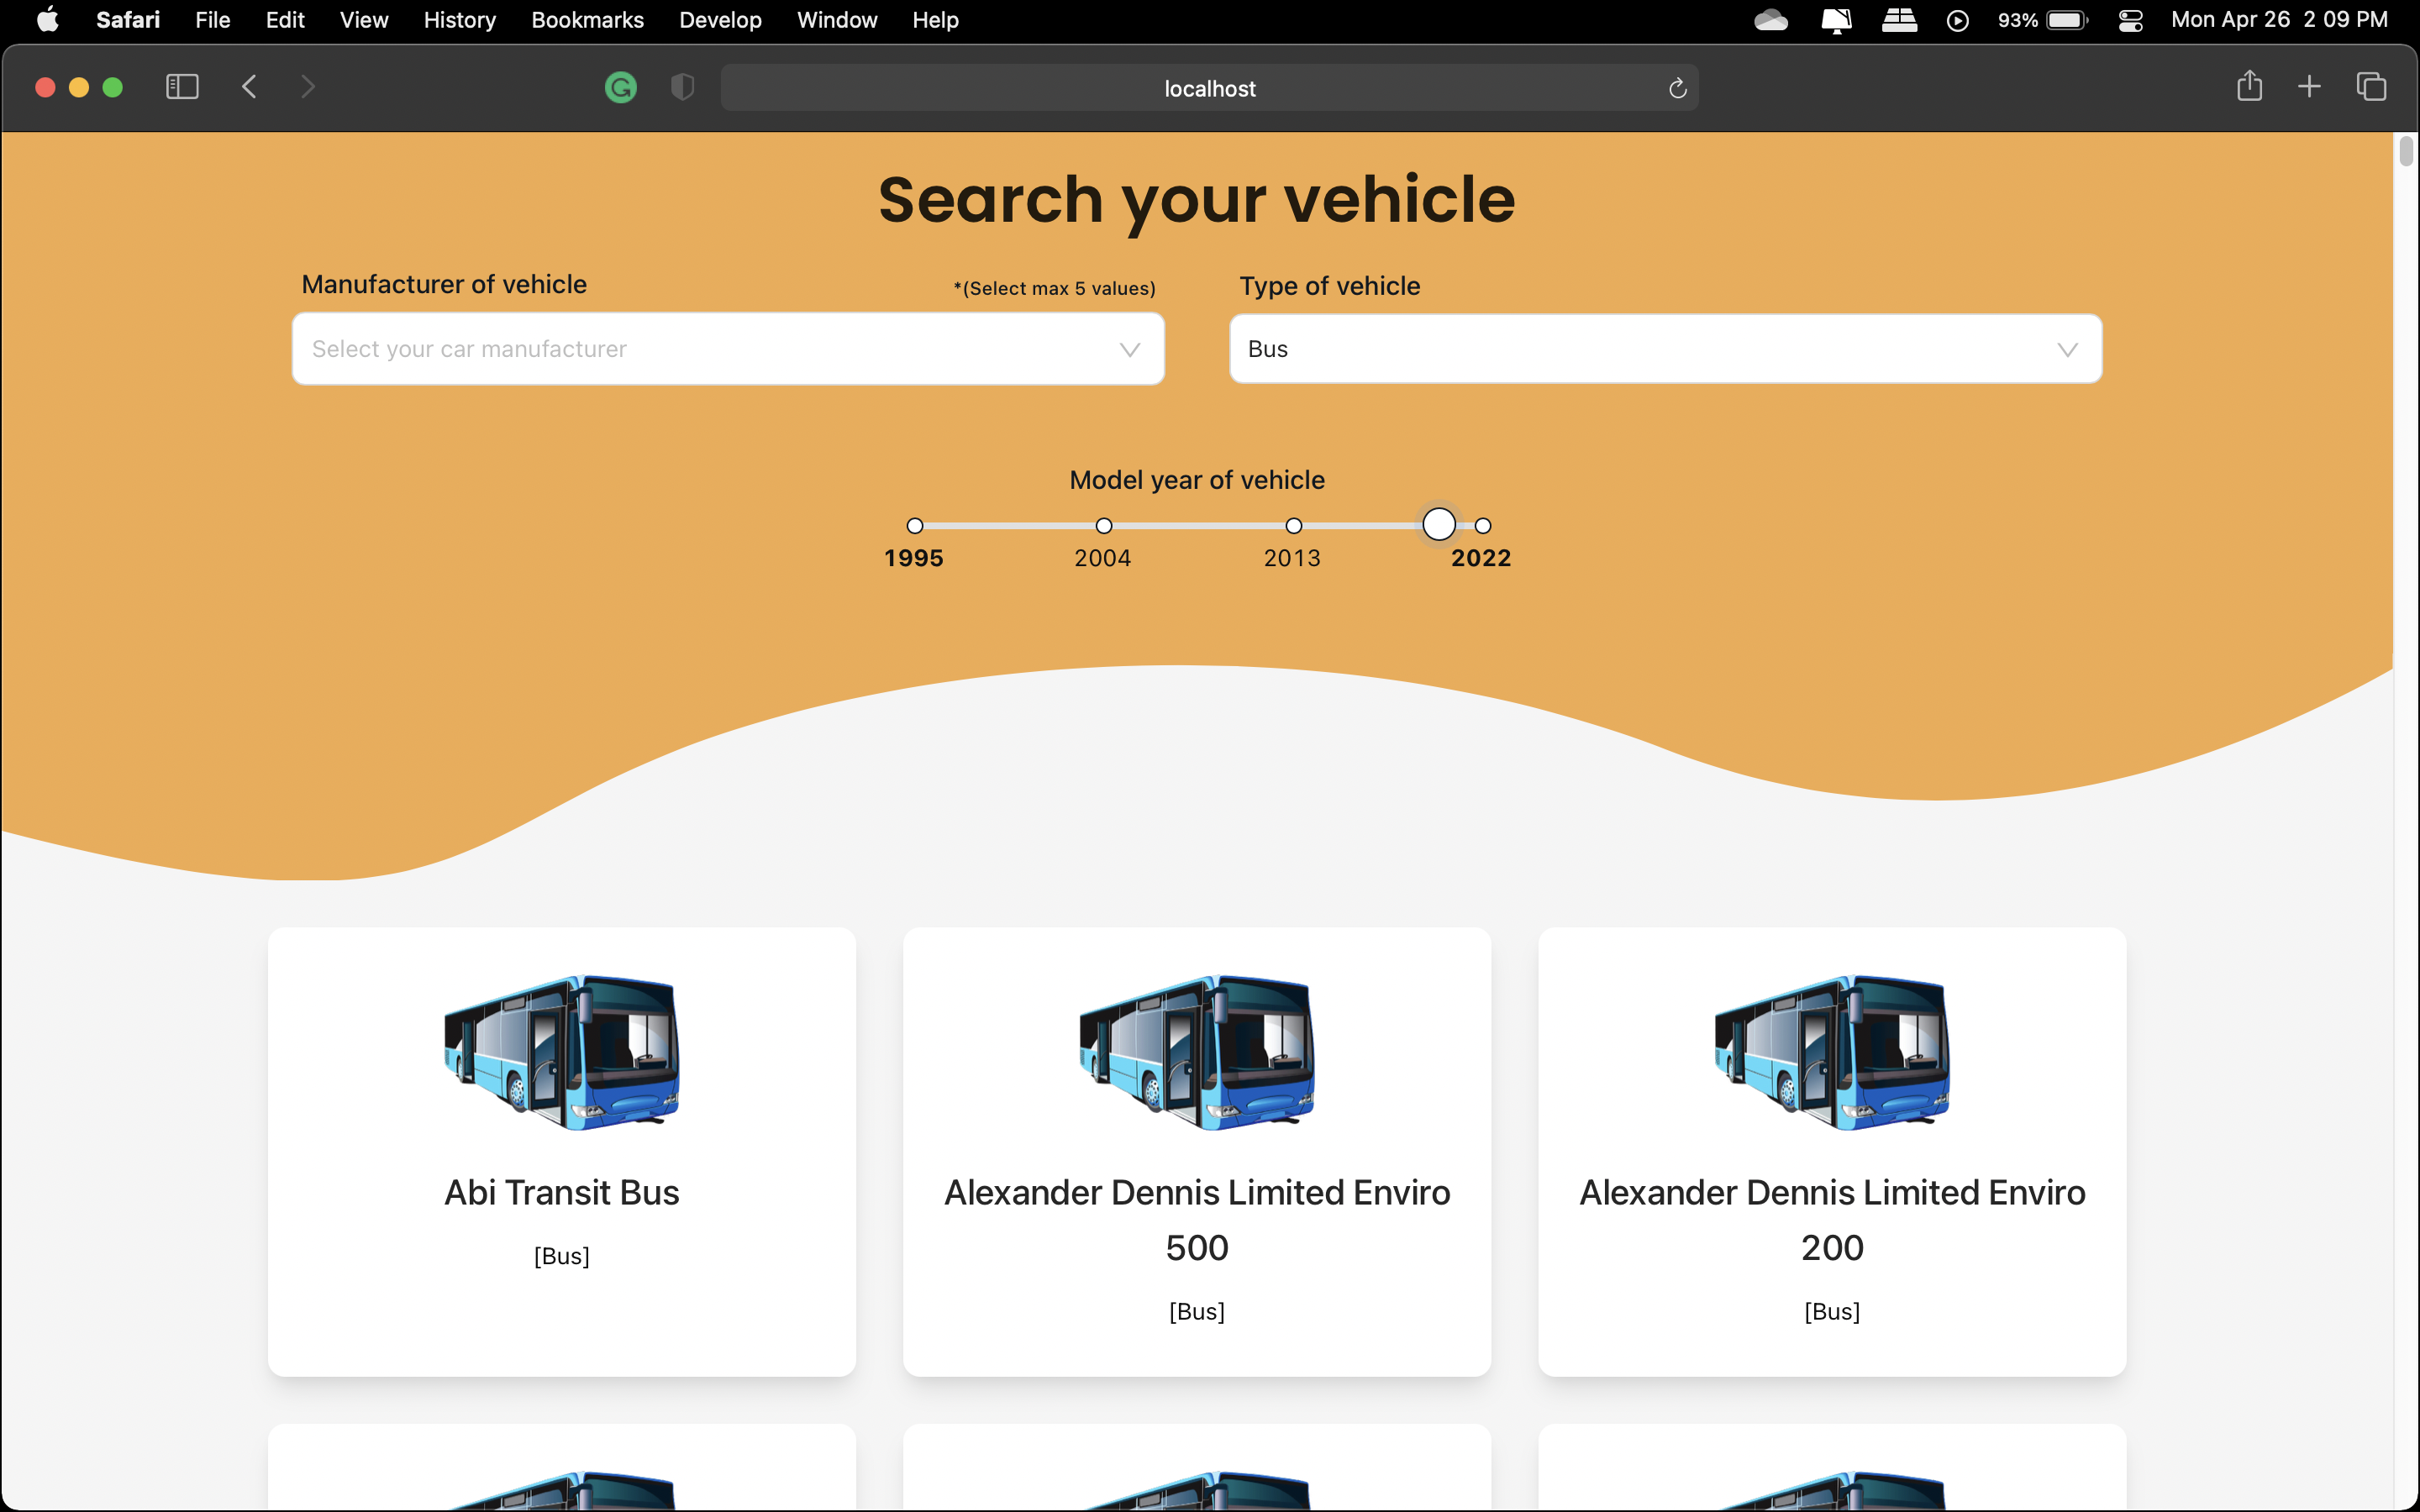 Safari File Edit View History Bookmarks Develop Window Help 93% Mon Apr 26 2 09 PM
localhost
Search your vehicle
Manufacturer of vehicle *(Select max 5 values) Type of vehicle
Select your car manufacturer Bus
Model year of vehicle
1995 2004 2013 2022
Abi Transit Bus
[Bus]
Alexander Dennis Limited Enviro
500
[Bus]
Alexander Dennis Limited Enviro
200
[Bus]